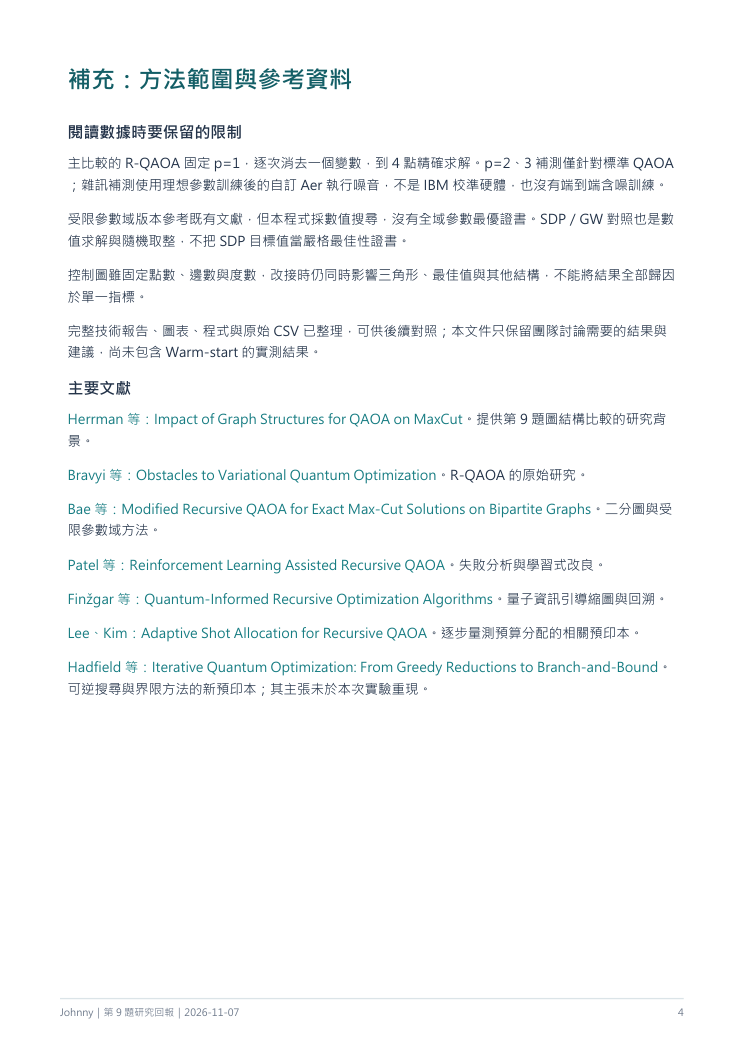 補充：方法範圍與參考資料
閱讀數據時要保留的限制
主比較的 R-QAOA 固定 p=1，逐次消去一個變數，到 4 點精確求解。p=2、3 補測僅針對標準 QAOA
；雜訊補測使用理想參數訓練後的自訂 Aer 執行噪音，不是 IBM 校準硬體，也沒有端到端含噪訓練。
受限參數域版本參考既有文獻，但本程式採數值搜尋，沒有全域參數最優證書。SDP / GW 對照也是數
值求解與隨機取整，不把 SDP 目標值當嚴格最佳性證書。
控制圖雖固定點數、邊數與度數，改接時仍同時影響三角形、最佳值與其他結構，不能將結果全部歸因
於單一指標。
完整技術報告、圖表、程式與原始 CSV 已整理，可供後續對照；本文件只保留團隊討論需要的結果與
建議，尚未包含 Warm-start 的實測結果。
主要文獻
Herrman 等：Impact of Graph Structures for QAOA on MaxCut。提供第 9 題圖結構比較的研究背
景。
Bravyi 等：Obstacles to Variational Quantum Optimization。R-QAOA 的原始研究。
Bae 等：Modified Recursive QAOA for Exact Max-Cut Solutions on Bipartite Graphs。二分圖與受
限參數域方法。
Patel 等：Reinforcement Learning Assisted Recursive QAOA。失敗分析與學習式改良。
Finžgar 等：Quantum-Informed Recursive Optimization Algorithms。量子資訊引導縮圖與回溯。
Lee、Kim：Adaptive Shot Allocation for Recursive QAOA。逐步量測預算分配的相關預印本。
Hadfield 等：Iterative Quantum Optimization: From Greedy Reductions to Branch-and-Bound。
可逆搜尋與界限方法的新預印本；其主張未於本次實驗重現。
Johnny | 第 9 題研究回報 | 2026-11-07
4